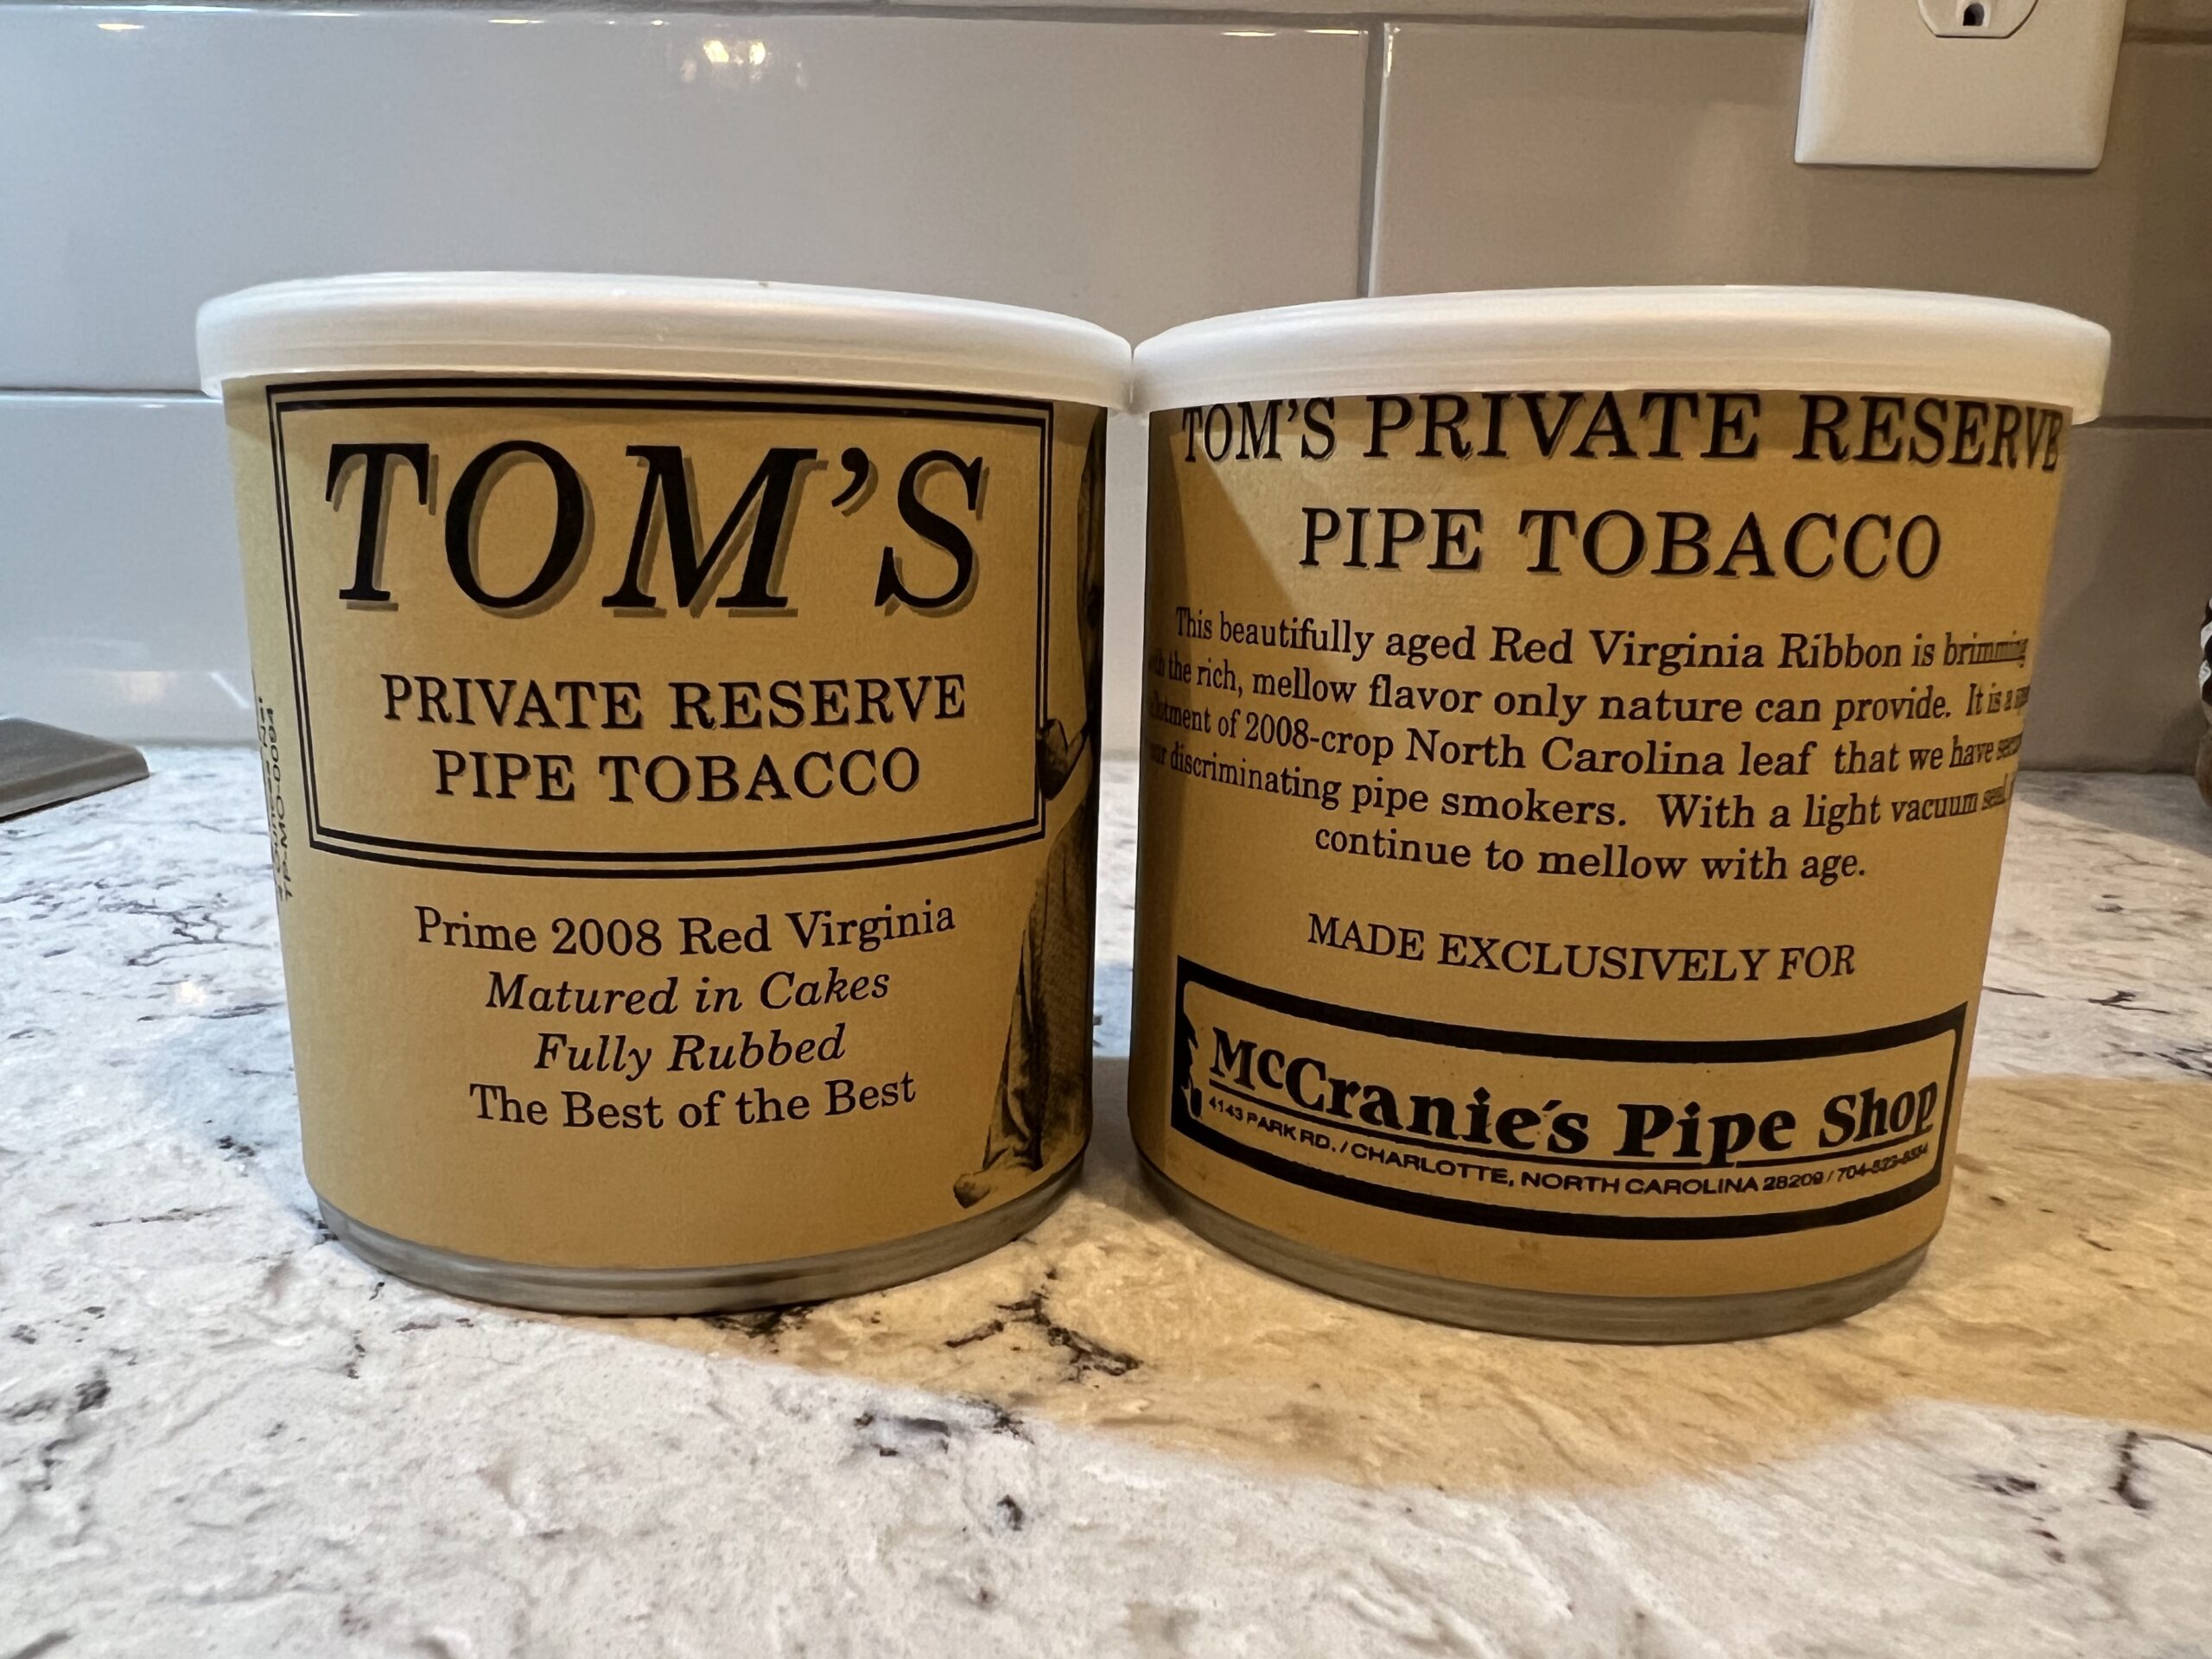 TOM'S
PRIVATE RESERVE
PIPE TOBACCO
Prime 2008 Red Virginia
Matured in Cakes
Fully Rubbed
The Best of the Best
TOM'S PRIVATE RESERVE
PIPE TOBACCO
This beautifully aged Red Virginia Ribbon is brimming
the rich, mellow flavor only nature can provide. It is a
of 2008-crop North Carolina leaf that we have
discriminating pipe smokers. With a light vacuum seal
continue to mellow with age.
MADE EXCLUSIVELY FOR
McCranie's Pipe Shop
4143 PARK RD. / CHARLOTTE, NORTH CAROLINA 28209 /